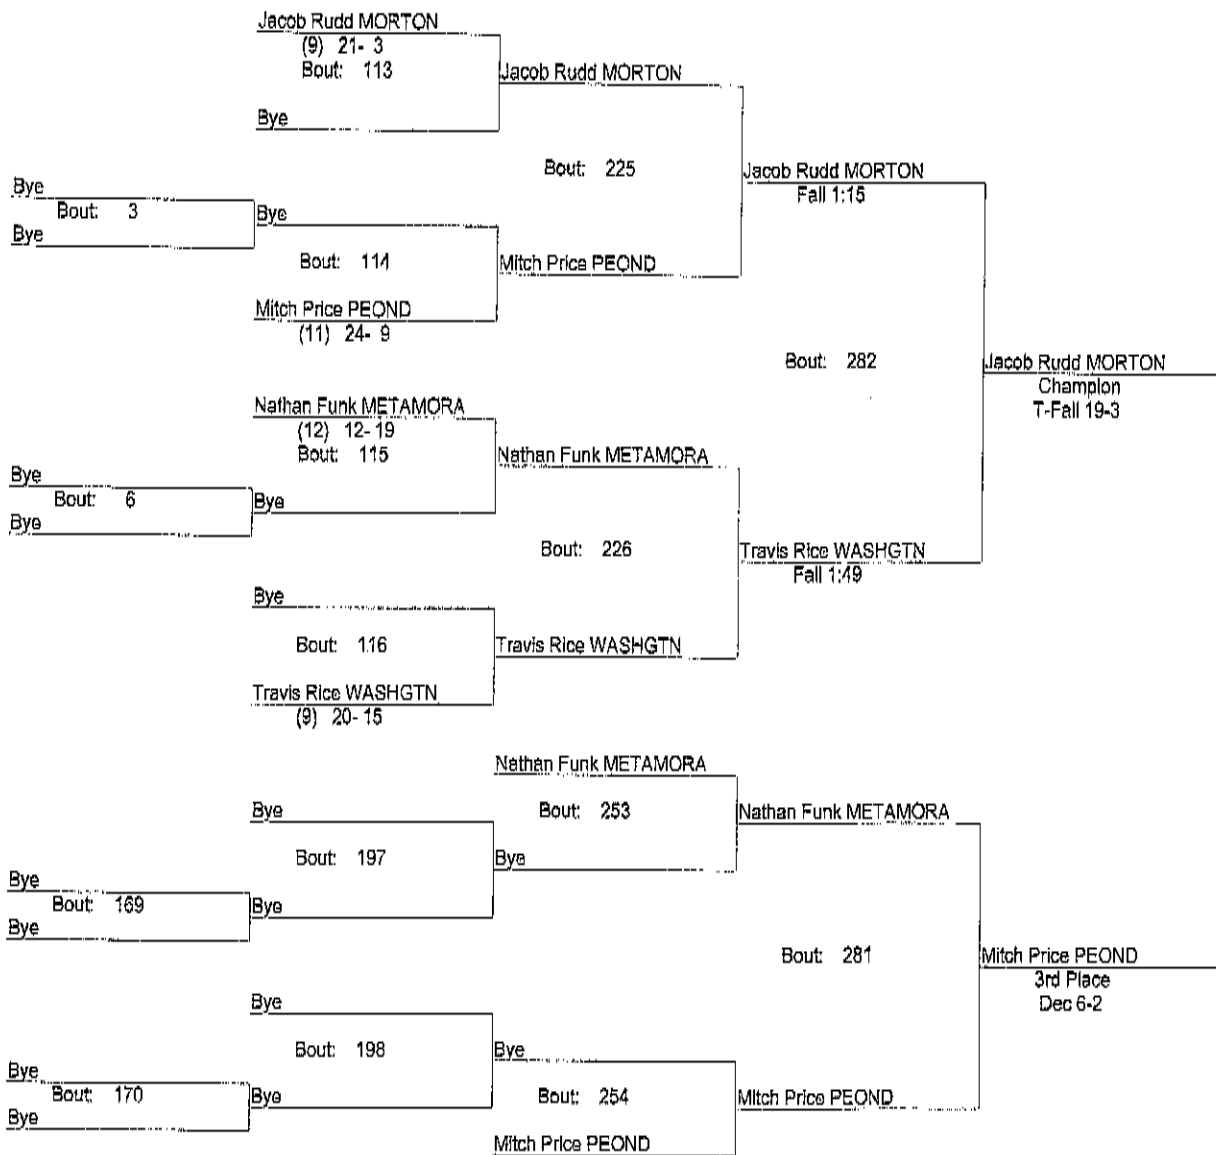 Jacob Rudd MORTON
(9) 21- 3
Bout: 113
Jacob Rudd MORTON
Bye
Bout: 225
Jacob Rudd MORTON
Fall 1:15
Bye
Bout: 3
Bye
Bye
Bout: 114
Mitch Price PEOND
Mitch Price PEOND
(11) 24- 9
Bout: 282
Jacob Rudd MORTON
Champion
T-Fall 19-3
Nathan Funk METAMORA
(12) 12-19
Bout: 115
Nathan Funk METAMORA
Bye
Bout: 6
Bye
Bye
Bout: 226
Travis Rice WASHGTN
Fall 1:49
Bye
Bout: 116
Travis Rice WASHGTN
Travis Rice WASHGTN
(9) 20- 15
Nathan Funk METAMORA
Bout: 253
Nathan Funk METAMORA
Bye
Bout: 197
Bye
Bye
Bout: 169
Bye
Bye
Bout: 281
Mitch Price PEOND
3rd Place
Dec 6-2
Bye
Bout: 198
Bye
Bye
Bout: 170
Bye
Bye
Bout: 254
Mitch Price PEOND
Mitch Price PEOND